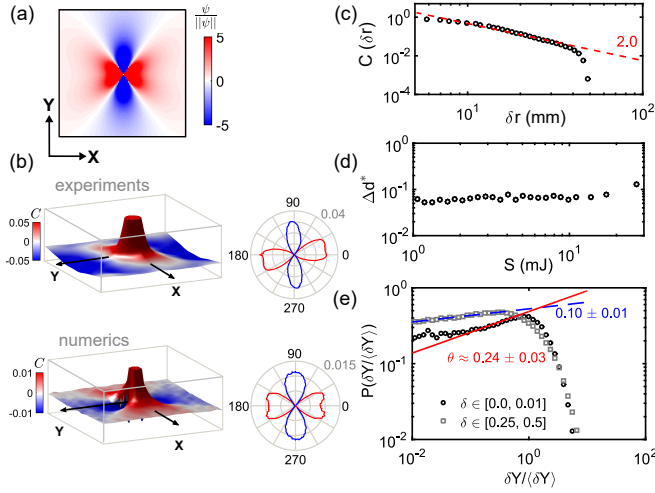 (a)
ψ
||ψ||
5
0
-5
Y
X
(b)
experiments
C
0.05
0
-0.05
Y
X
90
0.04
180
0
270
numerics
C
0.01
0
-0.01
Y
X
90
0.015
180
0
270
(c)
C (δr)
10^0
10^-2
10^-4
2.0
10^1
10^2
δr (mm)
(d)
Δd*
10^0
10^-1
10^-2
10^0
10^1
S (mJ)
(e)
P(δY/⟨δY⟩)
10^0
10^-1
10^-2
0.10 ± 0.01
θ ≈ 0.24 ± 0.03
δ ∈ [0.0, 0.01]
δ ∈ [0.25, 0.5]
10^-2
10^-1
10^0
10^1
δY/⟨δY⟩